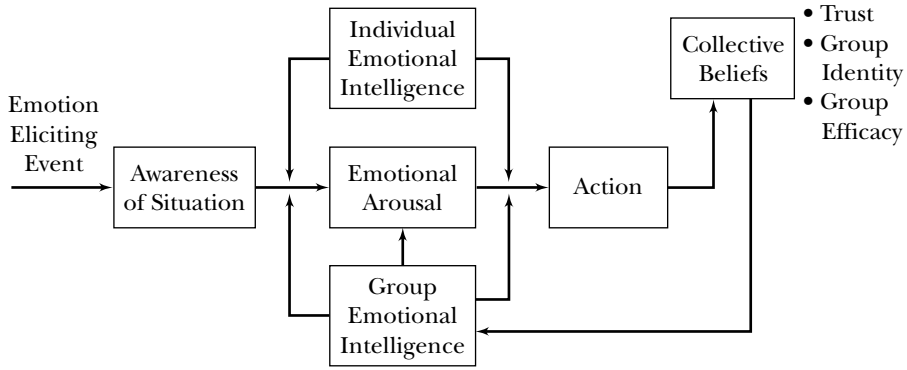 Emotion
Eliciting
Event
Awareness
of Situation
Individual
Emotional
Intelligence
Emotional
Arousal
Group
Emotional
Intelligence
Action
Collective
Beliefs
• Trust
• Group
Identity
• Group
Efficacy